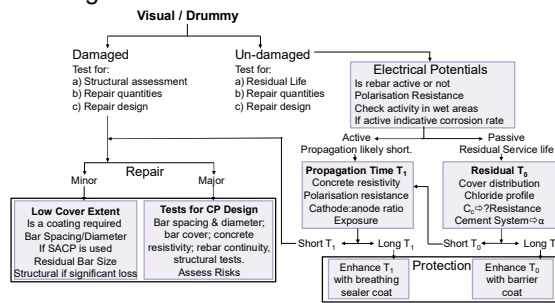 Visual / Drummy
Damaged
Test for:
a) Structural assessment
b) Repair quantities
c) Repair design
Un-damaged
Test for:
a) Residual Life
b) Repair quantities
c) Repair design
Electrical Potentials
Is rebar active or not
Polarisation Resistance
Check activity in wet areas
If active indicative corrosion rate
Active
Passive
Propagation likely short.
Residual Service life
Propagation Time T1
Concrete resistivity
Polarisation resistance
Cathode:anode ratio
Exposure
Residual T0
Cover distribution
Chloride profile
Cc⇨?Resistance
Cement System⇨α
Repair
Minor
Major
Low Cover Extent
Is a coating required
Bar Spacing/Diameter
If SACP is used
Residual Bar Size
Structural if significant loss
Tests for CP Design
Bar spacing & diameter;
bar cover; concrete
resistivity; rebar continuity,
structural tests.
Assess Risks
Short T1
Long T1
Short T0
Long T
Protection
Enhance T1
with breathing
sealer coat
Enhance T0
with barrier
coat